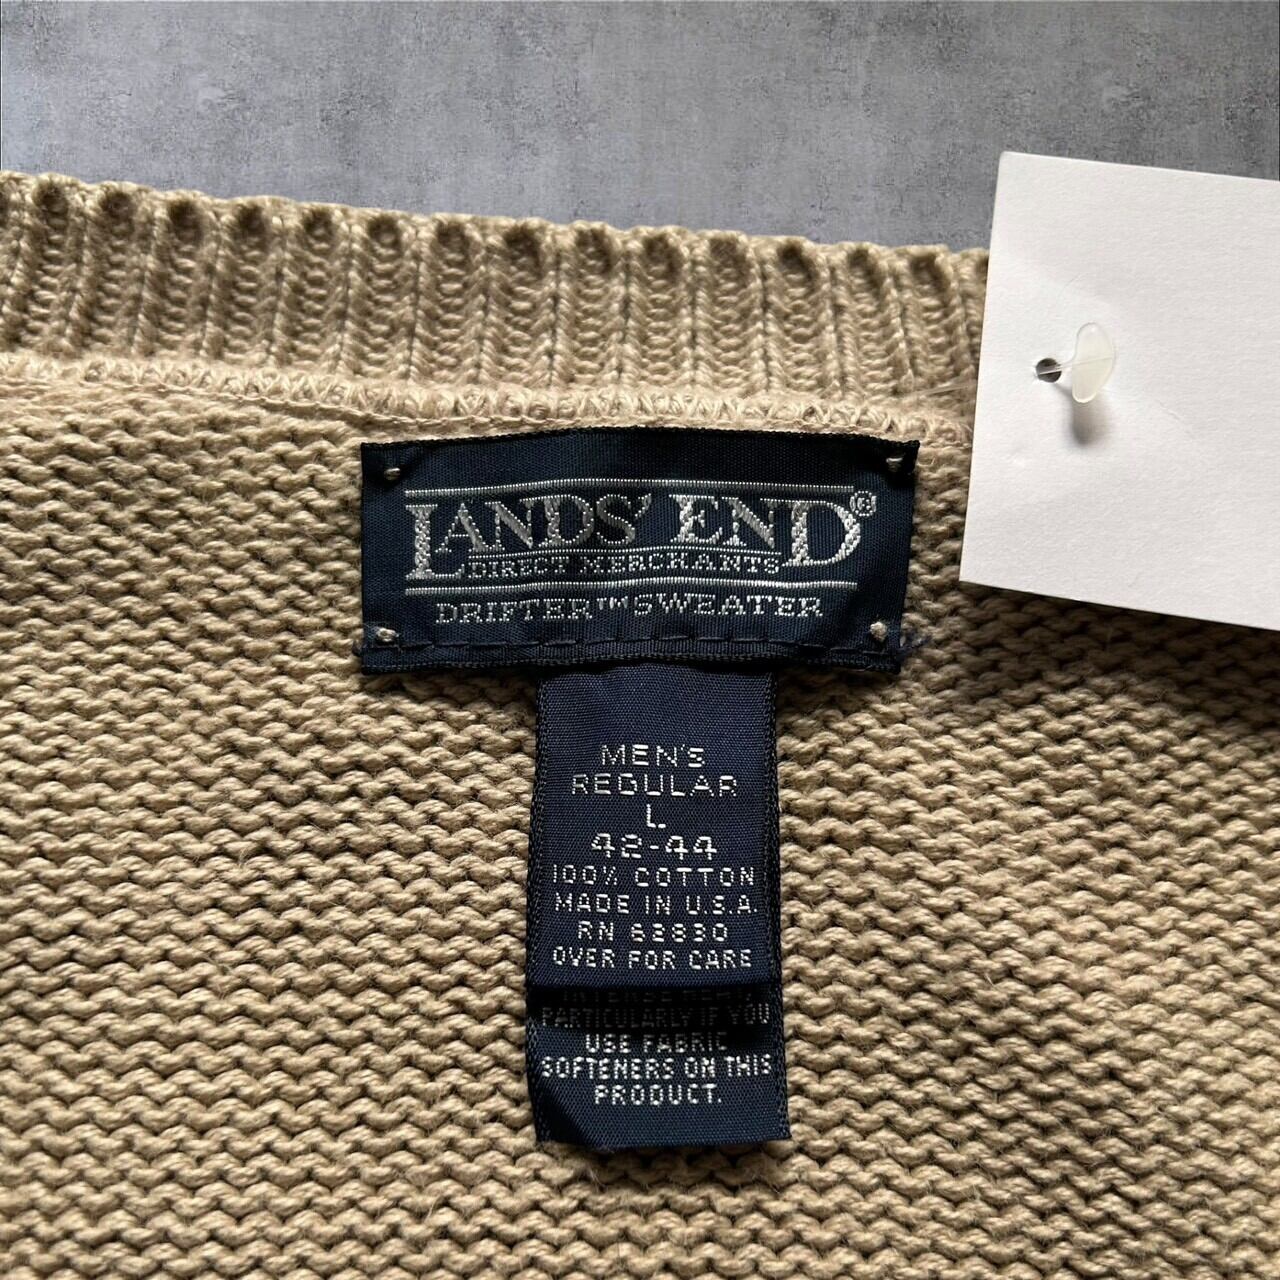 LANDS' END®
DIRECT MERCHANTS
DRIFTER™ SWEATER
MEN'S
REGULAR
L
42-44
100% COTTON
MADE IN U.S.A.
RN 62830
OVER FOR CARE
PARTICULARLY IF YOU
USE FABRIC
SOFTENERS ON THIS
PRODUCT.